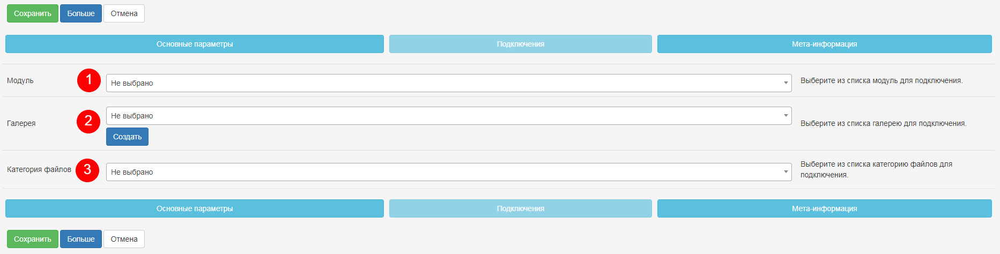 Сохранить Больше Отмена
Основные параметры Подключения Мета-информация
Модуль 1 Не выбрано Выберите из списка модуль для подключения.
Галерея 2 Не выбрано Выберите из списка галерею для подключения.
Создать
Категория файлов 3 Не выбрано Выберите из списка категорию файлов для
подключения.
Основные параметры Подключения Мета-информация
Сохранить Больше Отмена